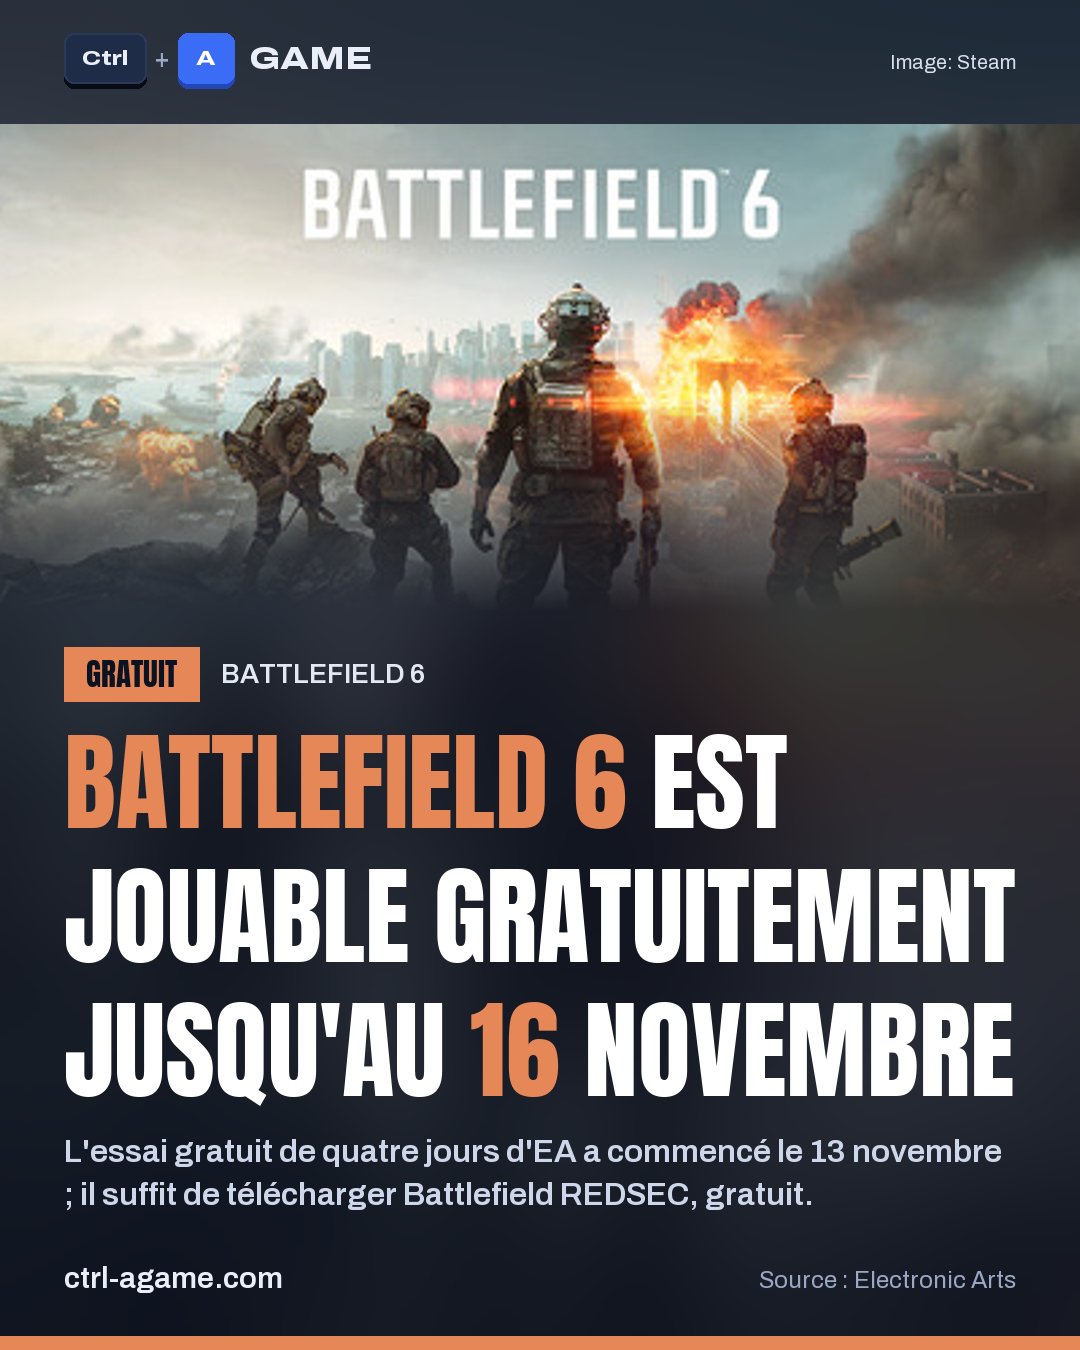 Ctrl + A GAME
Image: Steam
BATTLEFIELD™ 6
GRATUIT BATTLEFIELD 6
BATTLEFIELD 6 EST
JOUABLE GRATUITEMENT
JUSQU'AU 16 NOVEMBRE
L'essai gratuit de quatre jours d'EA a commencé le 13 novembre
; il suffit de télécharger Battlefield REDSEC, gratuit.
ctrl-agame.com
Source : Electronic Arts